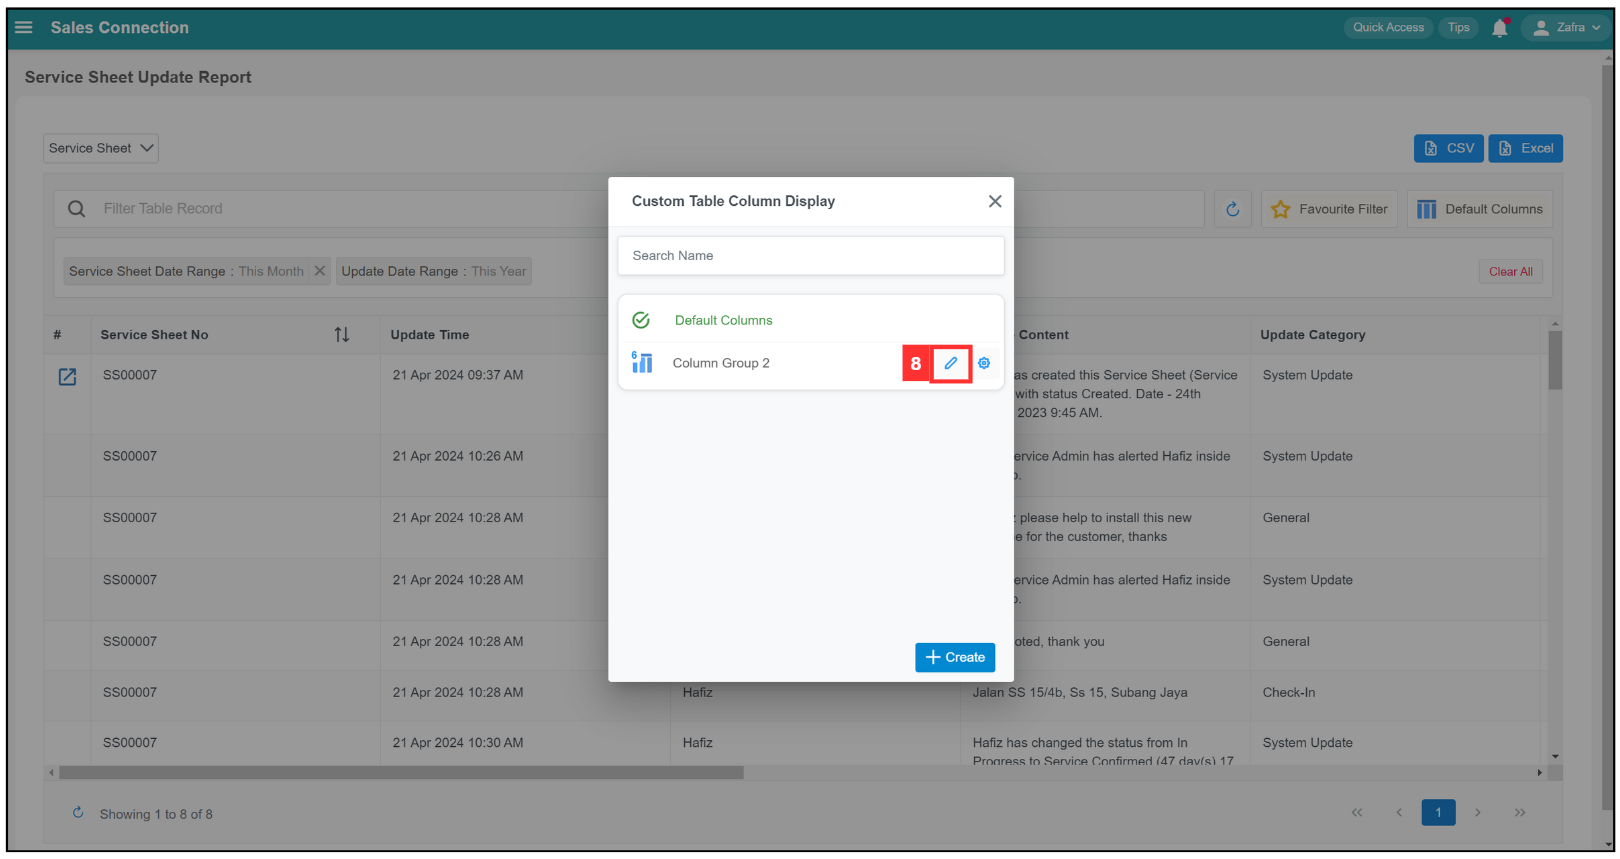 Sales Connection
Quick Access
Tips
Zafra
Service Sheet Update Report
Service Sheet
CSV
Excel
Filter Table Record
Favourite Filter
Default Columns
Service Sheet Date Range : This Month
Update Date Range : This Year
Clear All
Custom Table Column Display
Search Name
Default Columns
6
Column Group 2
8
Create
# Service Sheet No Update Time Content Update Category
SS00007 21 Apr 2024 09:37 AM as created this Service Sheet (Service System Update
with status Created. Date - 24th
2023 9:45 AM.
SS00007 21 Apr 2024 10:26 AM ervice Admin has alerted Hafiz inside System Update
SS00007 21 Apr 2024 10:28 AM please help to install this new General
e for the customer, thanks
SS00007 21 Apr 2024 10:28 AM ervice Admin has alerted Hafiz inside System Update
SS00007 21 Apr 2024 10:28 AM oted, thank you General
SS00007 21 Apr 2024 10:28 AM Hafiz Jalan SS 15/4b, Ss 15, Subang Jaya Check-In
SS00007 21 Apr 2024 10:30 AM Hafiz Hafiz has changed the status from In System Update
Progress to Service Confirmed (47 day(s) 17
Showing 1 to 8 of 8
1